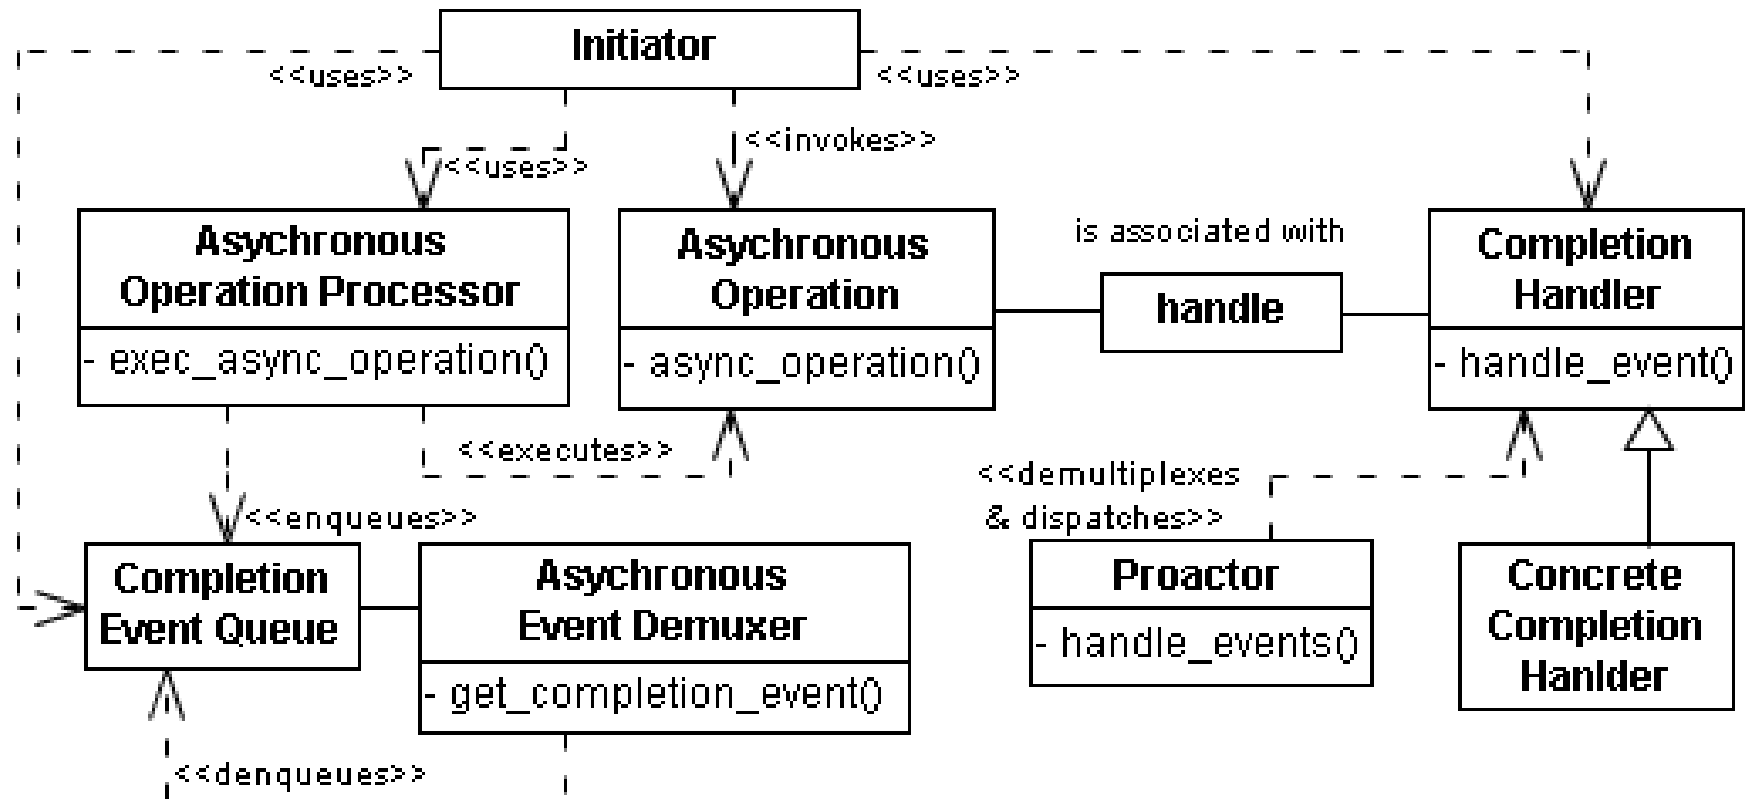 Initiator
<<uses>>
<<uses>>
<<invokes>>
<<uses>>
Asychronous
Operation Processor
- exec_async_operation()
Asychronous
Operation
- async_operation()
is associated with
handle
Completion
Handler
- handle_event()
<<executes>>
<<enqueues>>
<<demultiplexes
& dispatches>>
Completion
Event Queue
Asychronous
Event Demuxer
- get_completion_event()
Proactor
- handle_events()
Concrete
Completion
Hanlder
<<denqueues>>